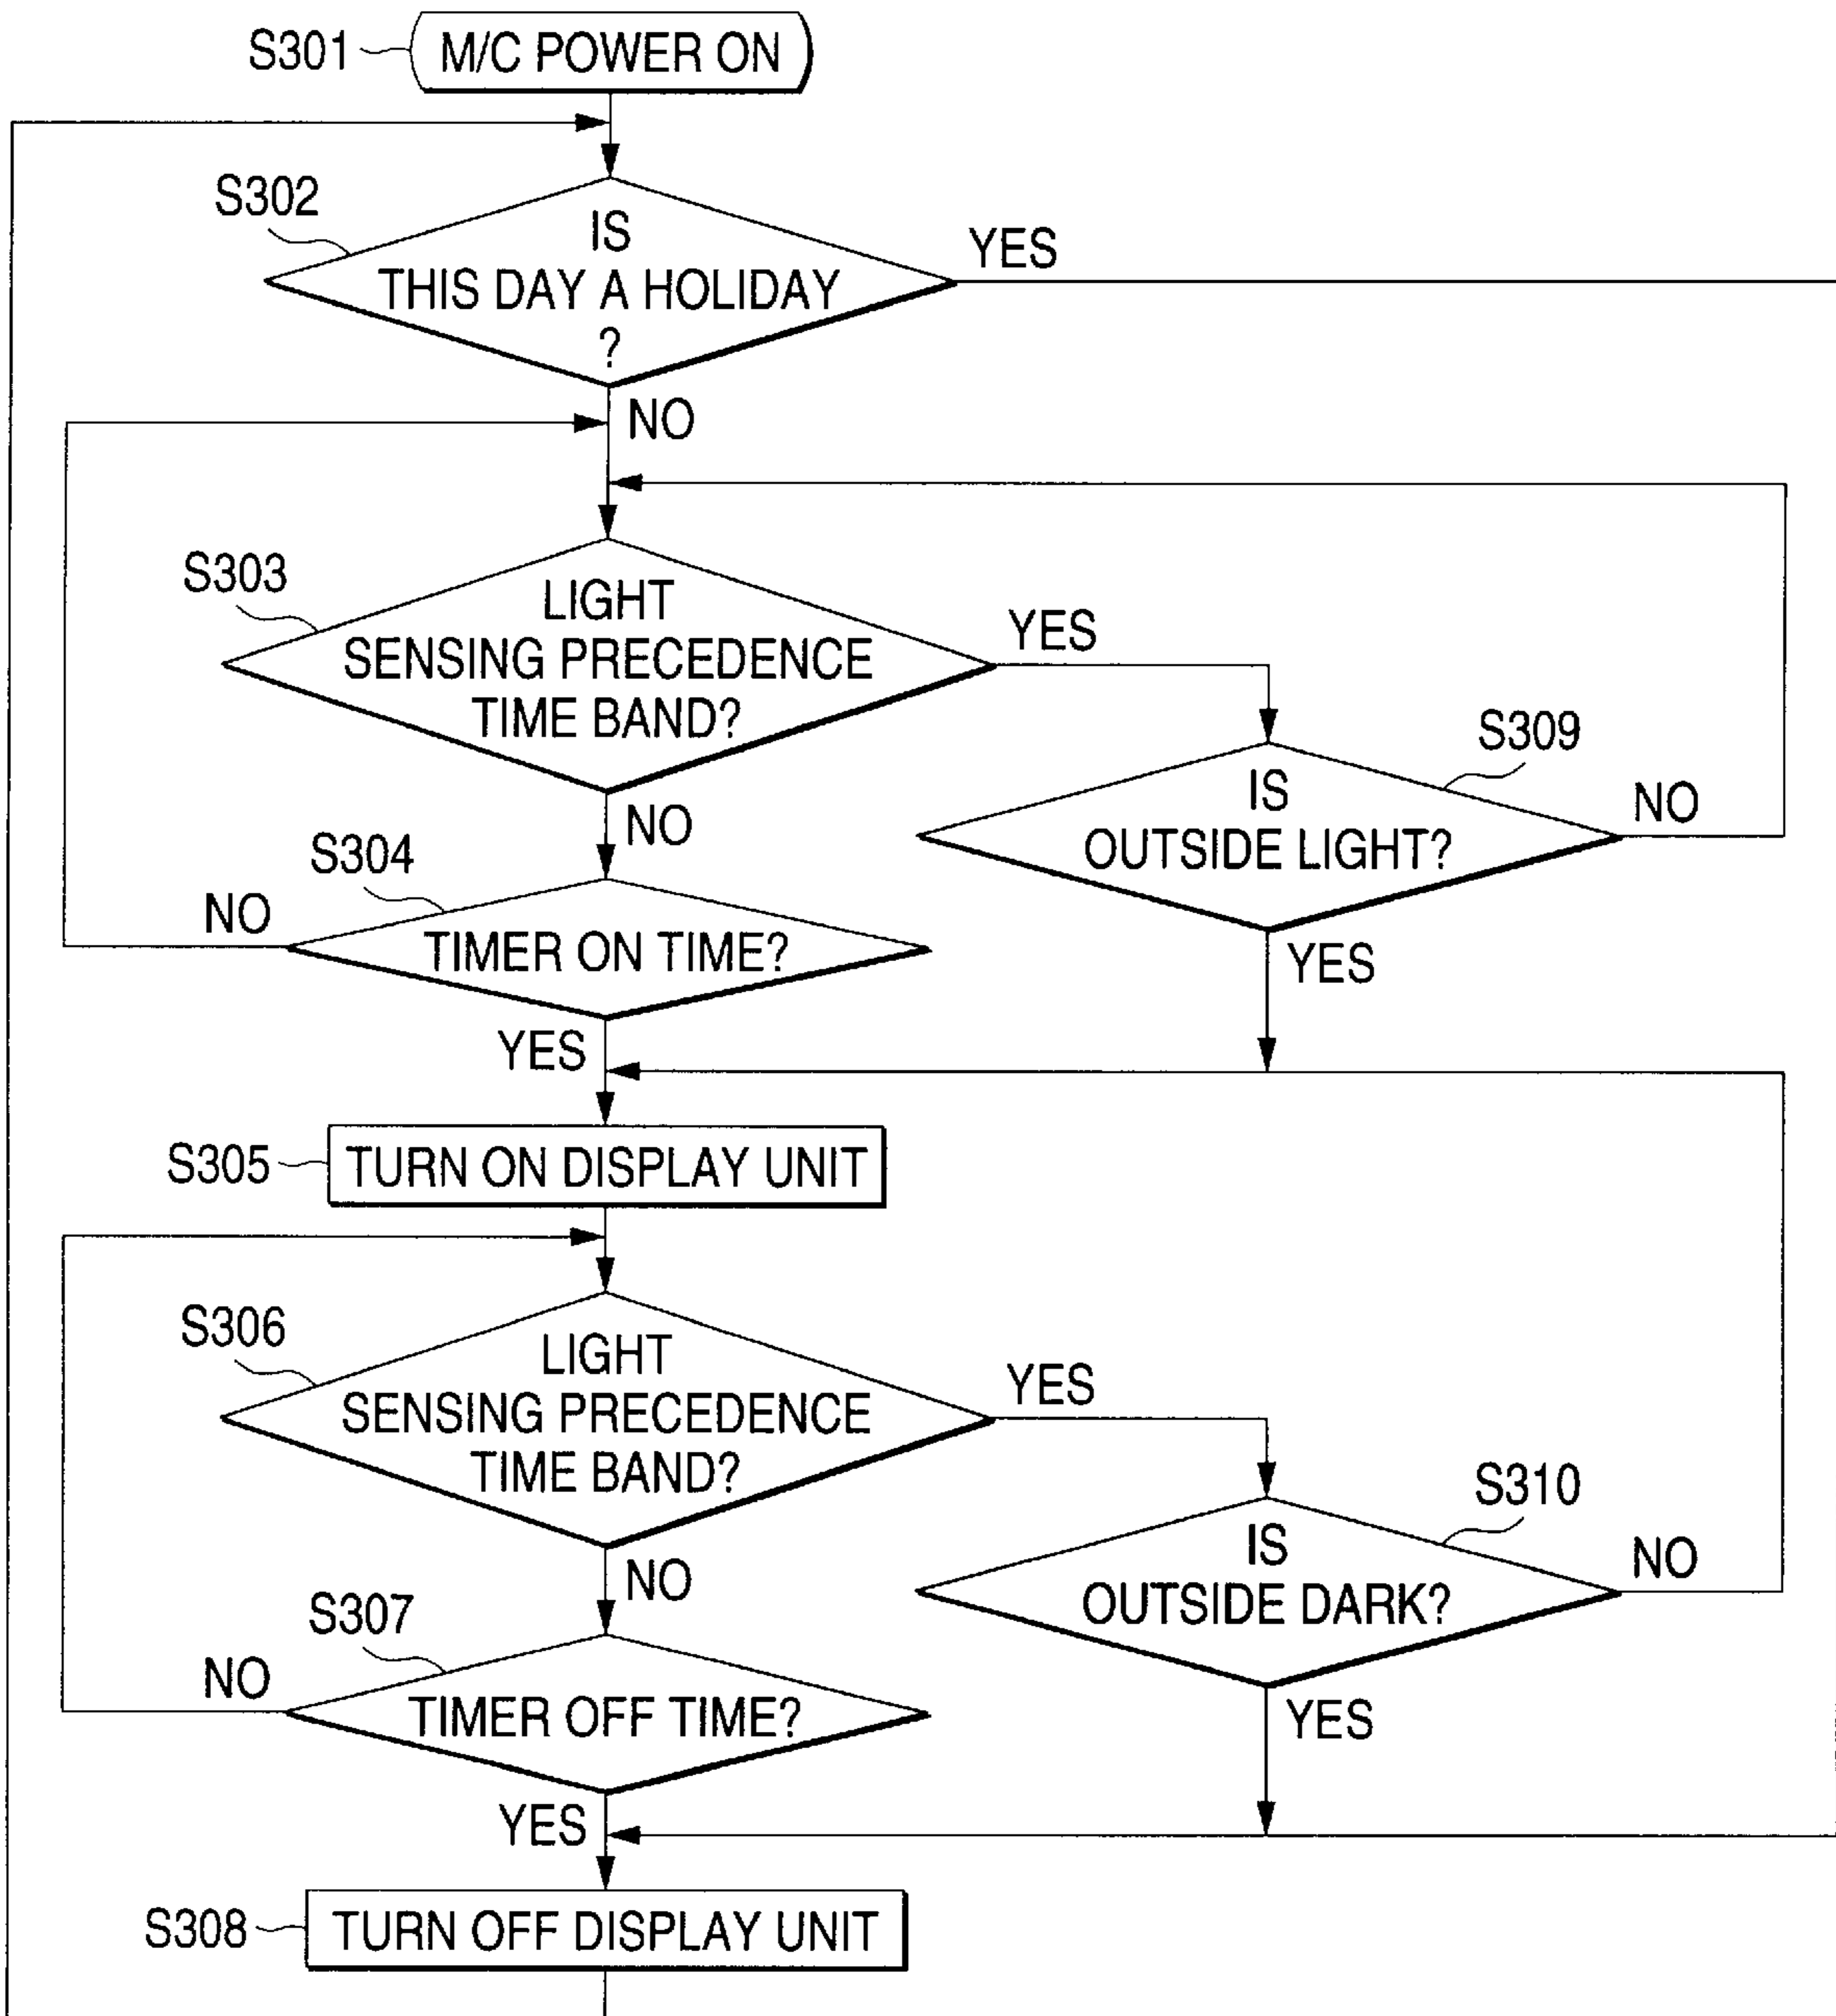 S301
M/C POWER ON
S302
IS
THIS DAY A HOLIDAY
?
YES
NO
S303
LIGHT
SENSING PRECEDENCE
TIME BAND?
YES
NO
S309
IS
OUTSIDE LIGHT?
NO
YES
S304
TIMER ON TIME?
NO
YES
S305
TURN ON DISPLAY UNIT
S306
LIGHT
SENSING PRECEDENCE
TIME BAND?
YES
NO
S310
IS
OUTSIDE DARK?
NO
YES
S307
TIMER OFF TIME?
NO
YES
S308
TURN OFF DISPLAY UNIT